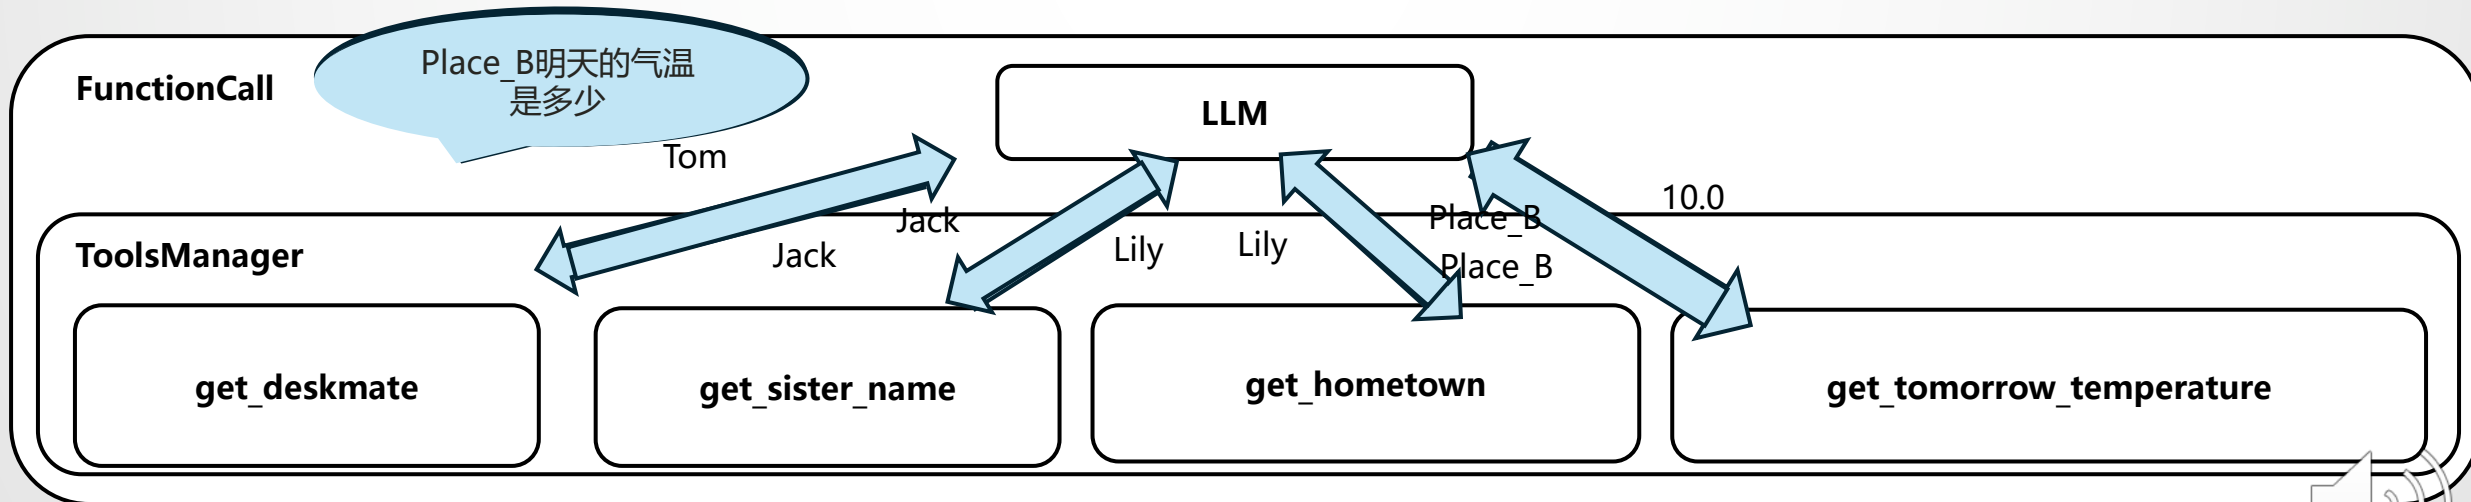 Place_B明天的气温
是多少
FunctionCall
LLM
Tom
10.0
Jack
Place_B
Jack
Lily
Lily
Place_B
ToolsManager
get_deskmate
get_sister_name
get_hometown
get_tomorrow_temperature